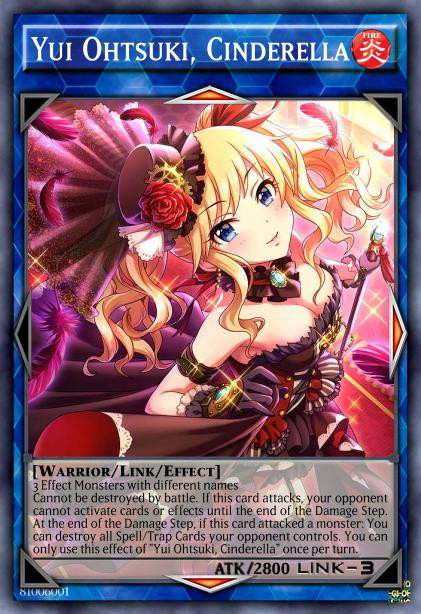 YUI OHTSUKI, CINDERELLA
FIRE
炎
[WARRIOR/LINK/EFFECT]
3 Effect Monsters with different names
Cannot be destroyed by battle. If this card attacks, your opponent
cannot activate cards or effects until the end of the Damage Step.
At the end of the Damage Step, if this card attacked a monster: You
can destroy all Spell/Trap Cards your opponent controls. You can
only use this effect of "Yui Ohtsuki, Cinderella" once per turn.
ATK/2800 LINK-3
81006001